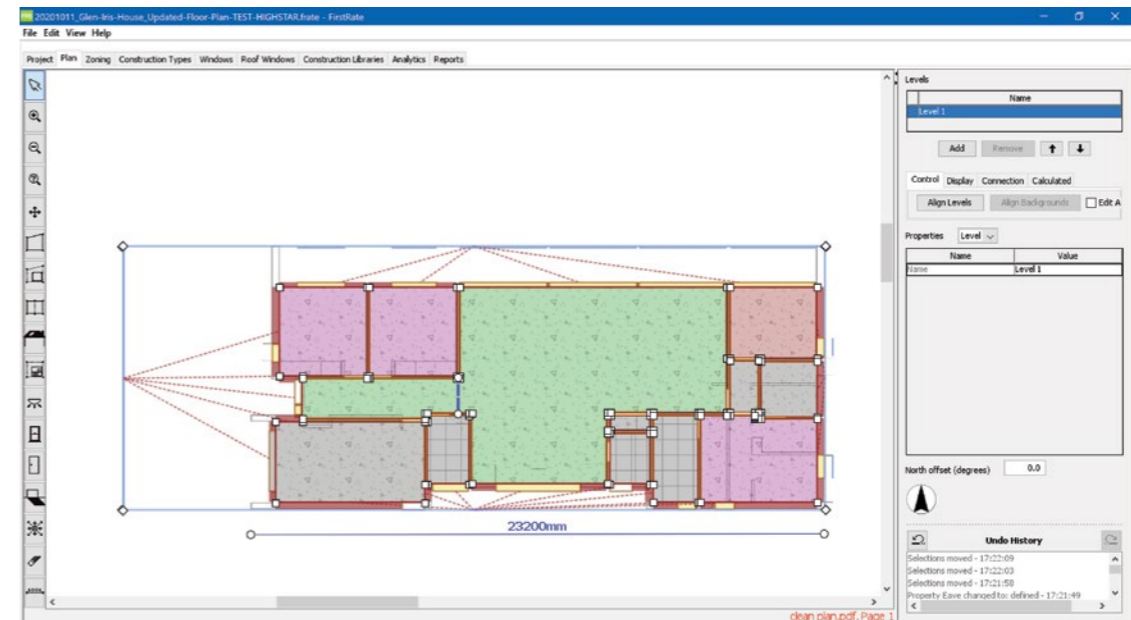 20201011_Glen-Iris-House_Updated-Floor-Plan-TEST-HIGHSTAR.frate - FirstRate
File Edit View Help
Project Plan Zoning Construction Types Windows Roof Windows Construction Libraries Analytics Reports
Levels
Name
Level 1
Add Remove
Control Display Connection Calculated
Align Levels Align Backgrounds Edit A
Properties Level
Name Value
Name Level 1
North offset (degrees) 0.0
23200mm
Undo History
Selections moved - 17:22:09
Selections moved - 17:22:03
Selections moved - 17:21:58
Property Eave changed to: defined - 17:21:49
clean plan.pdf, Page 1